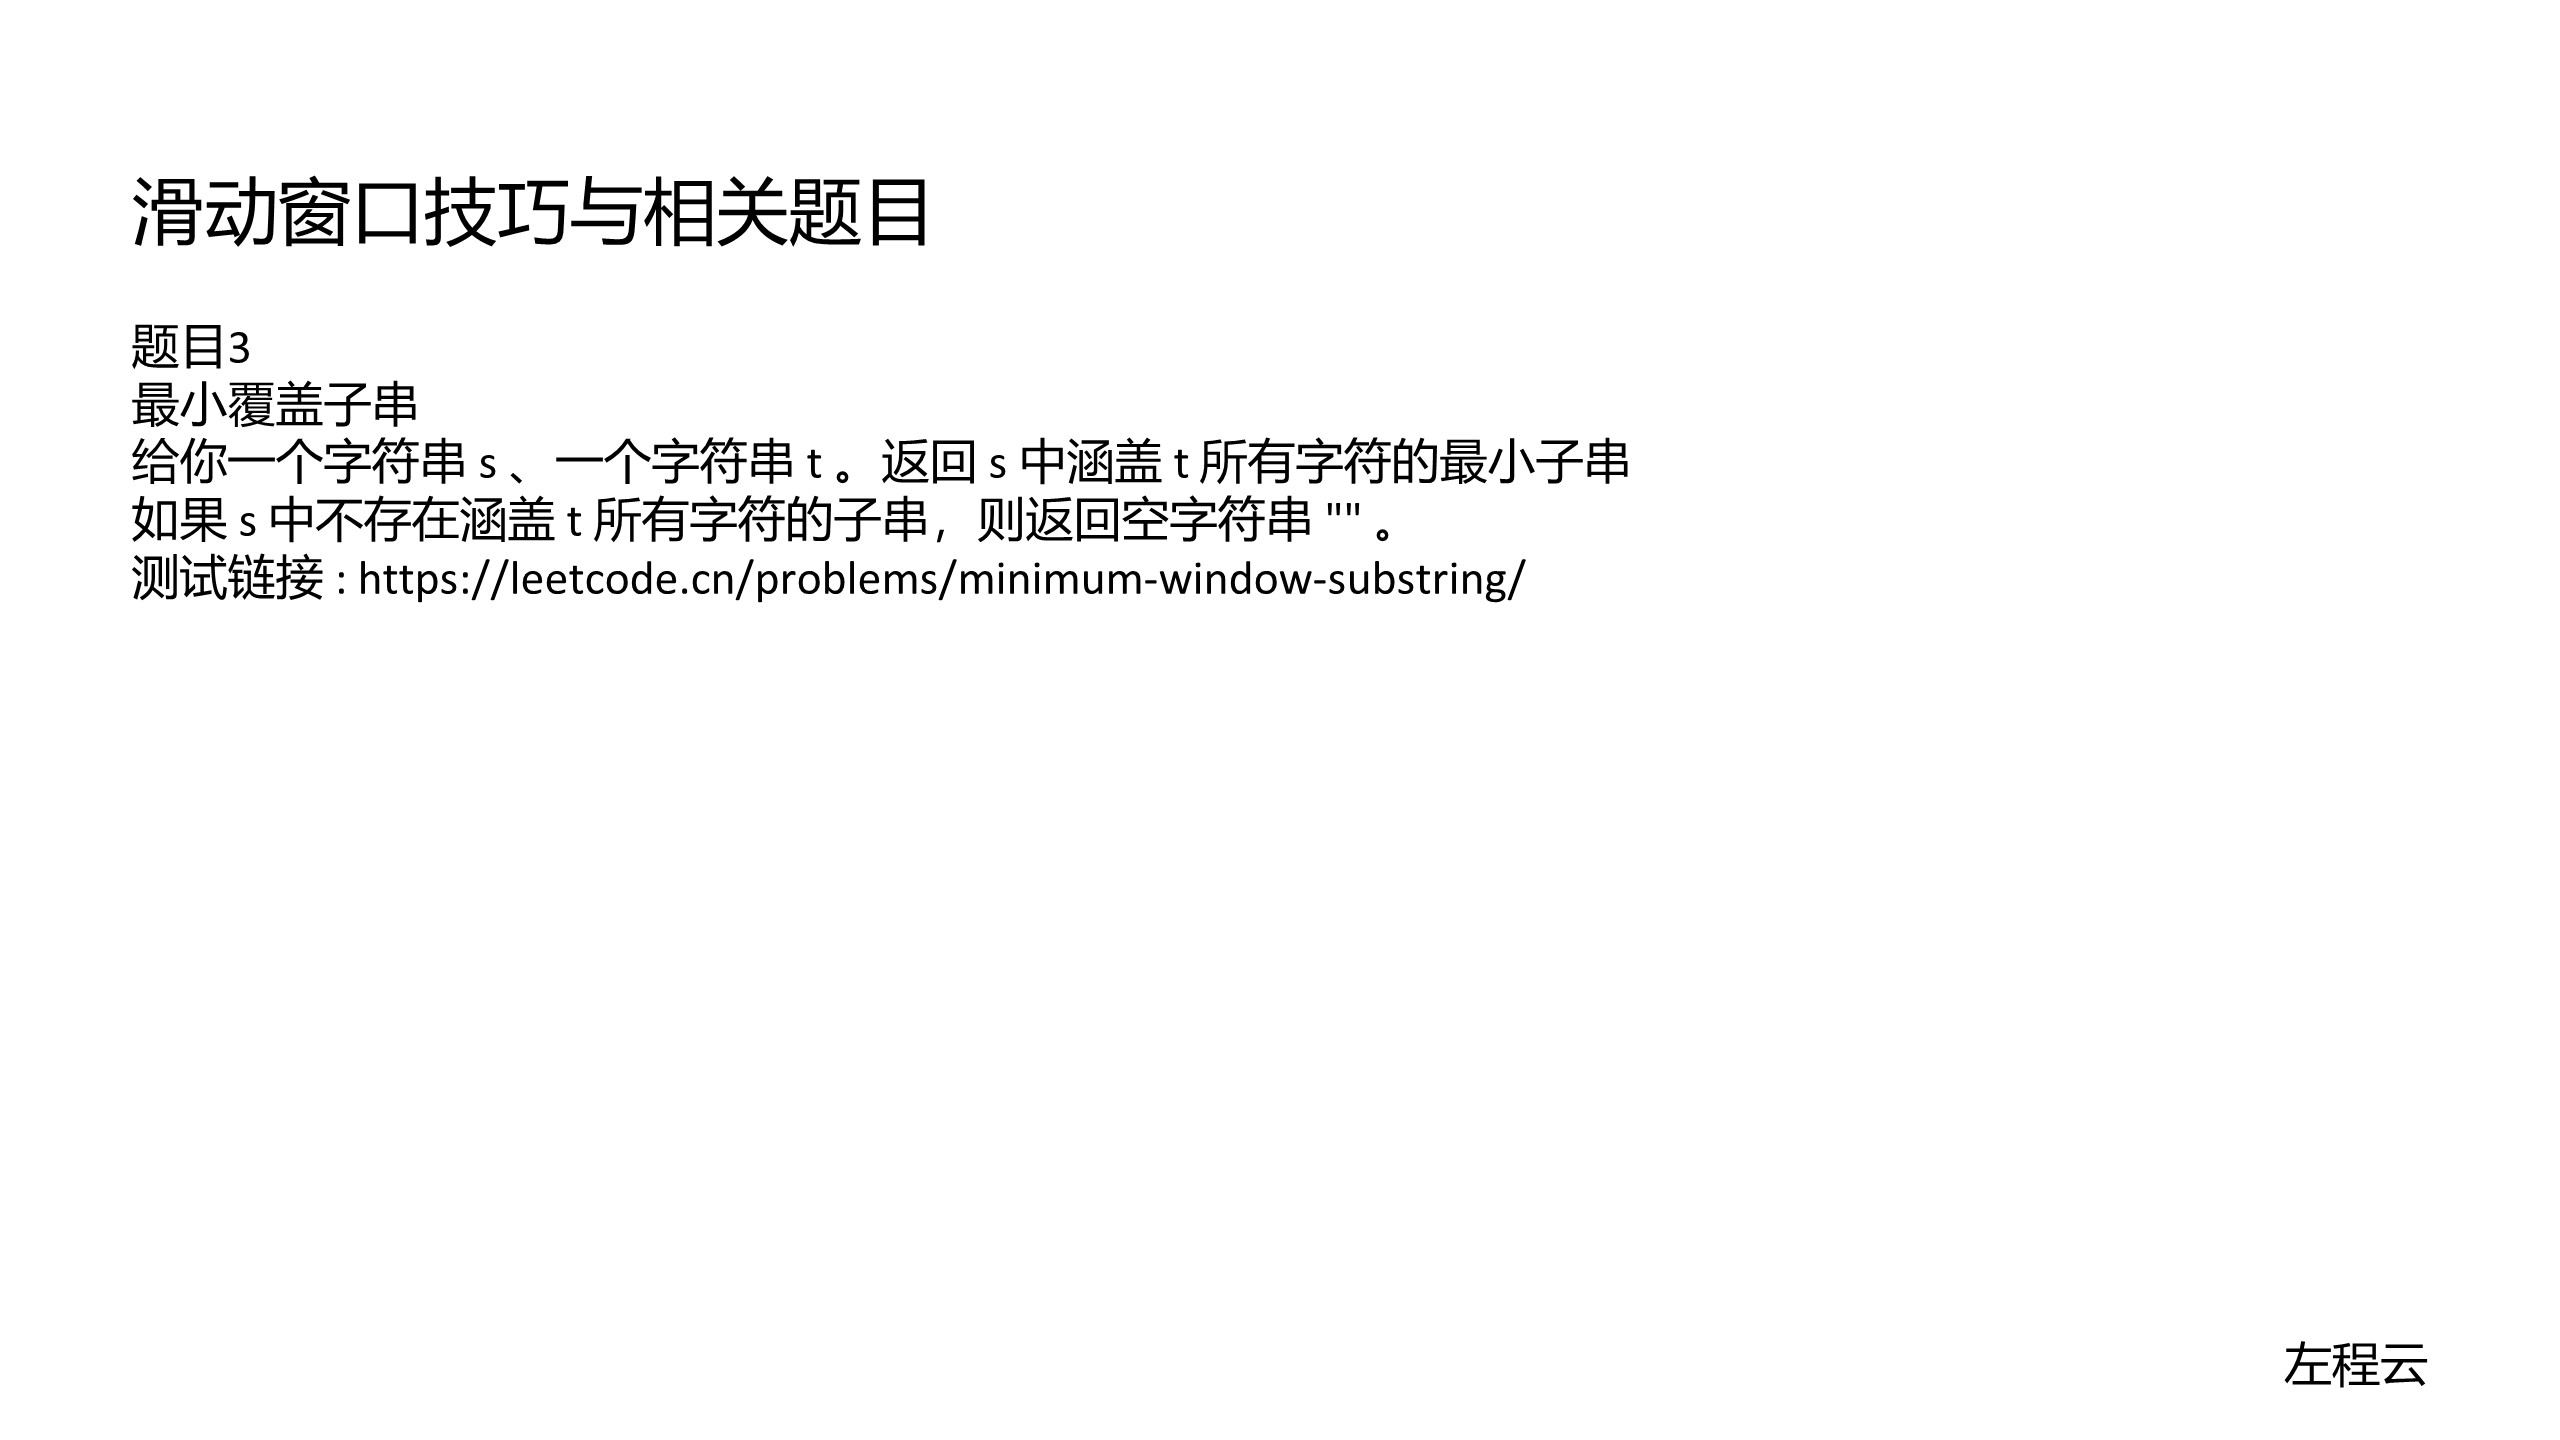 滑动窗口技巧与相关题目
题目3
最小覆盖子串
给你一个字符串 s 、一个字符串 t 。返回 s 中涵盖 t 所有字符的最小子串
如果 s 中不存在涵盖 t 所有字符的子串，则返回空字符串 "" 。
测试链接 : https://leetcode.cn/problems/minimum-window-substring/
左程云